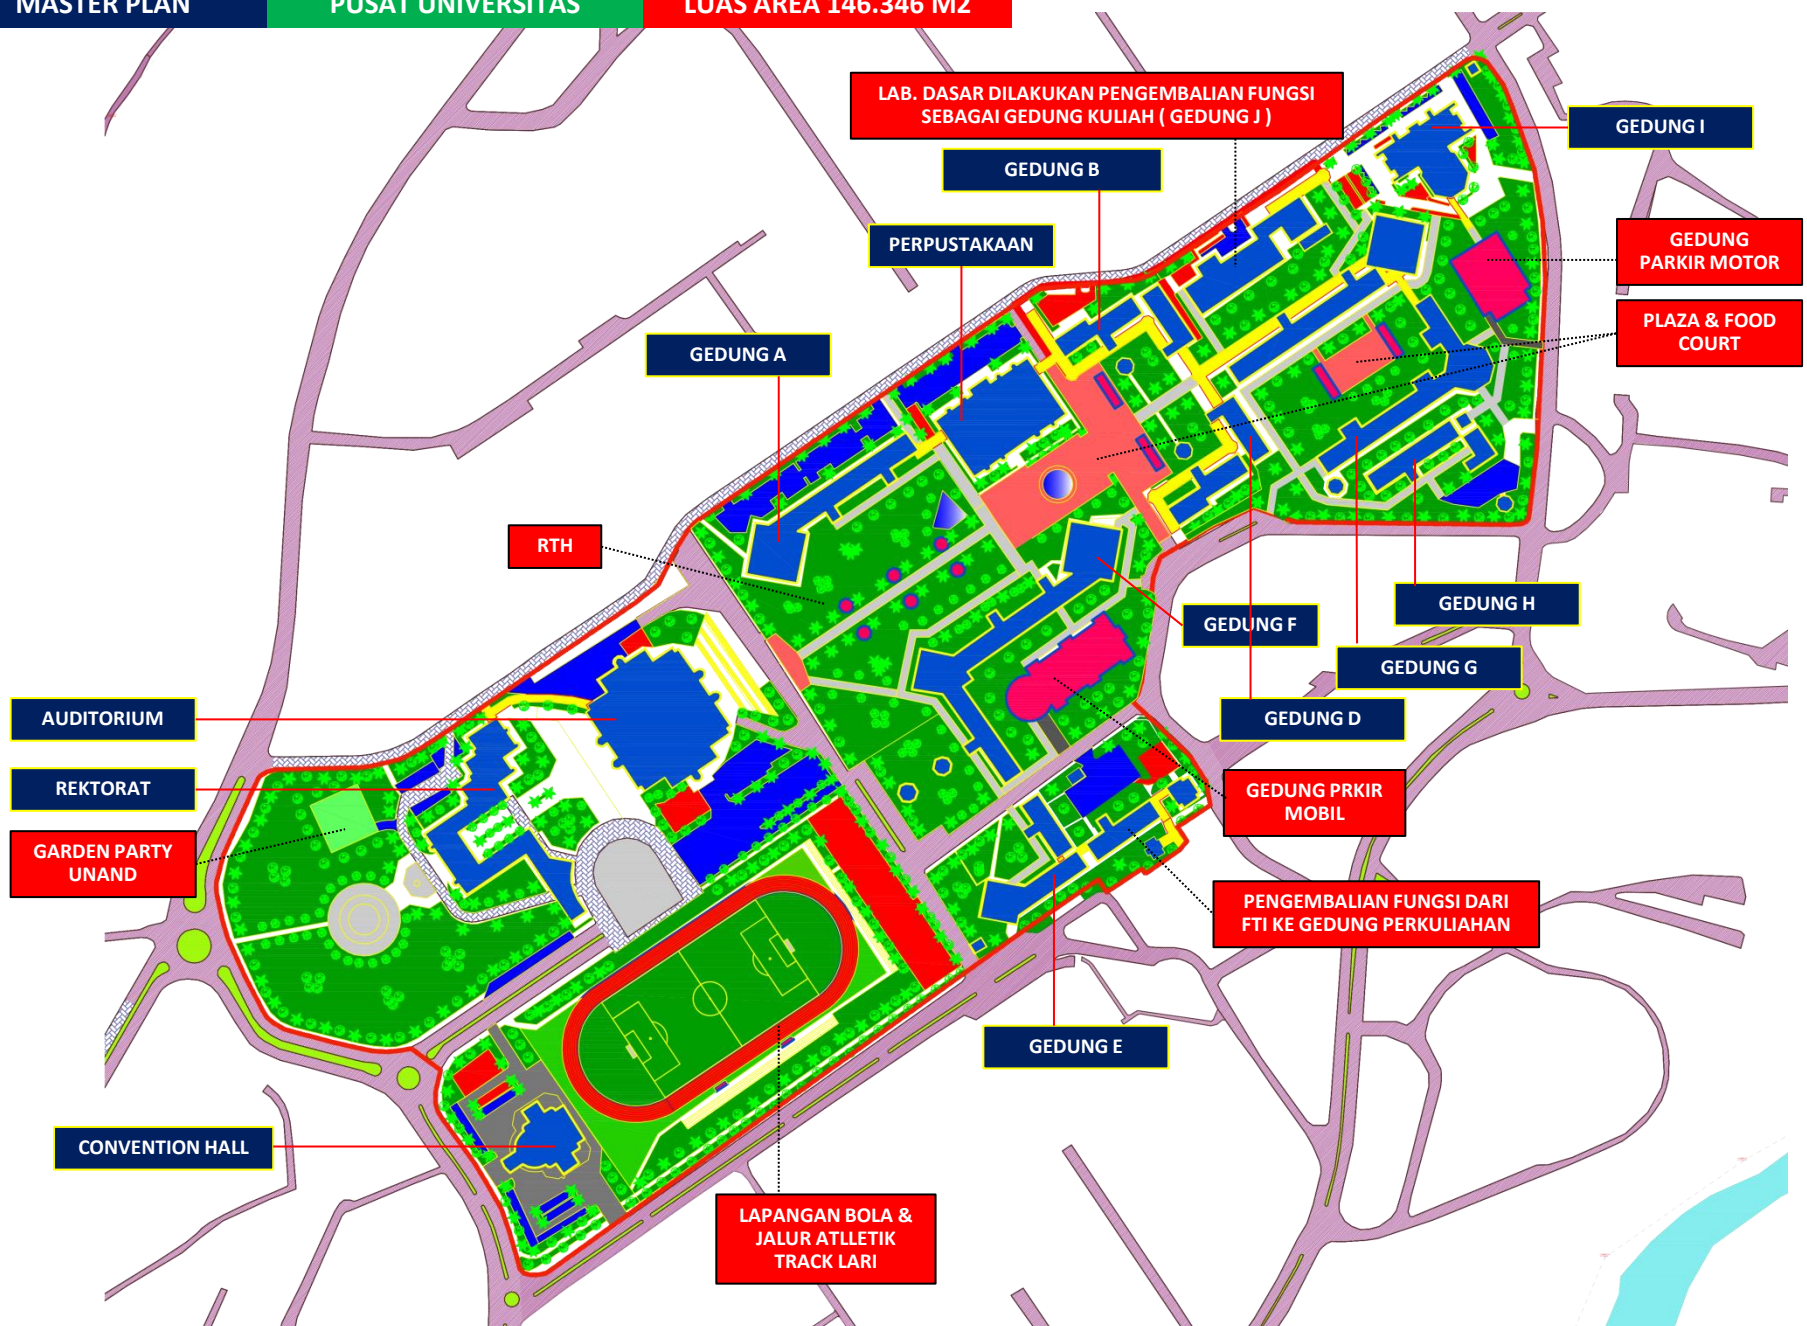 MASTER PLAN
PUSAT UNIVERSITAS
LUAS AREA 146.346 M2
LAB. DASAR DILAKUKAN PENGEMBALIAN FUNGSI
SEBAGAI GEDUNG KULIAH ( GEDUNG J )
GEDUNG I
GEDUNG B
PERPUSTAKAAN
GEDUNG
PARKIR MOTOR
PLAZA & FOOD
COURT
GEDUNG A
RTH
GEDUNG H
GEDUNG F
GEDUNG G
GEDUNG D
AUDITORIUM
REKTORAT
GEDUNG PRKIR
MOBIL
GARDEN PARTY
UNAND
PENGEMBALIAN FUNGSI DARI
FTI KE GEDUNG PERKULIAHAN
GEDUNG E
CONVENTION HALL
LAPANGAN BOLA &
JALUR ATLLETIK
TRACK LARI